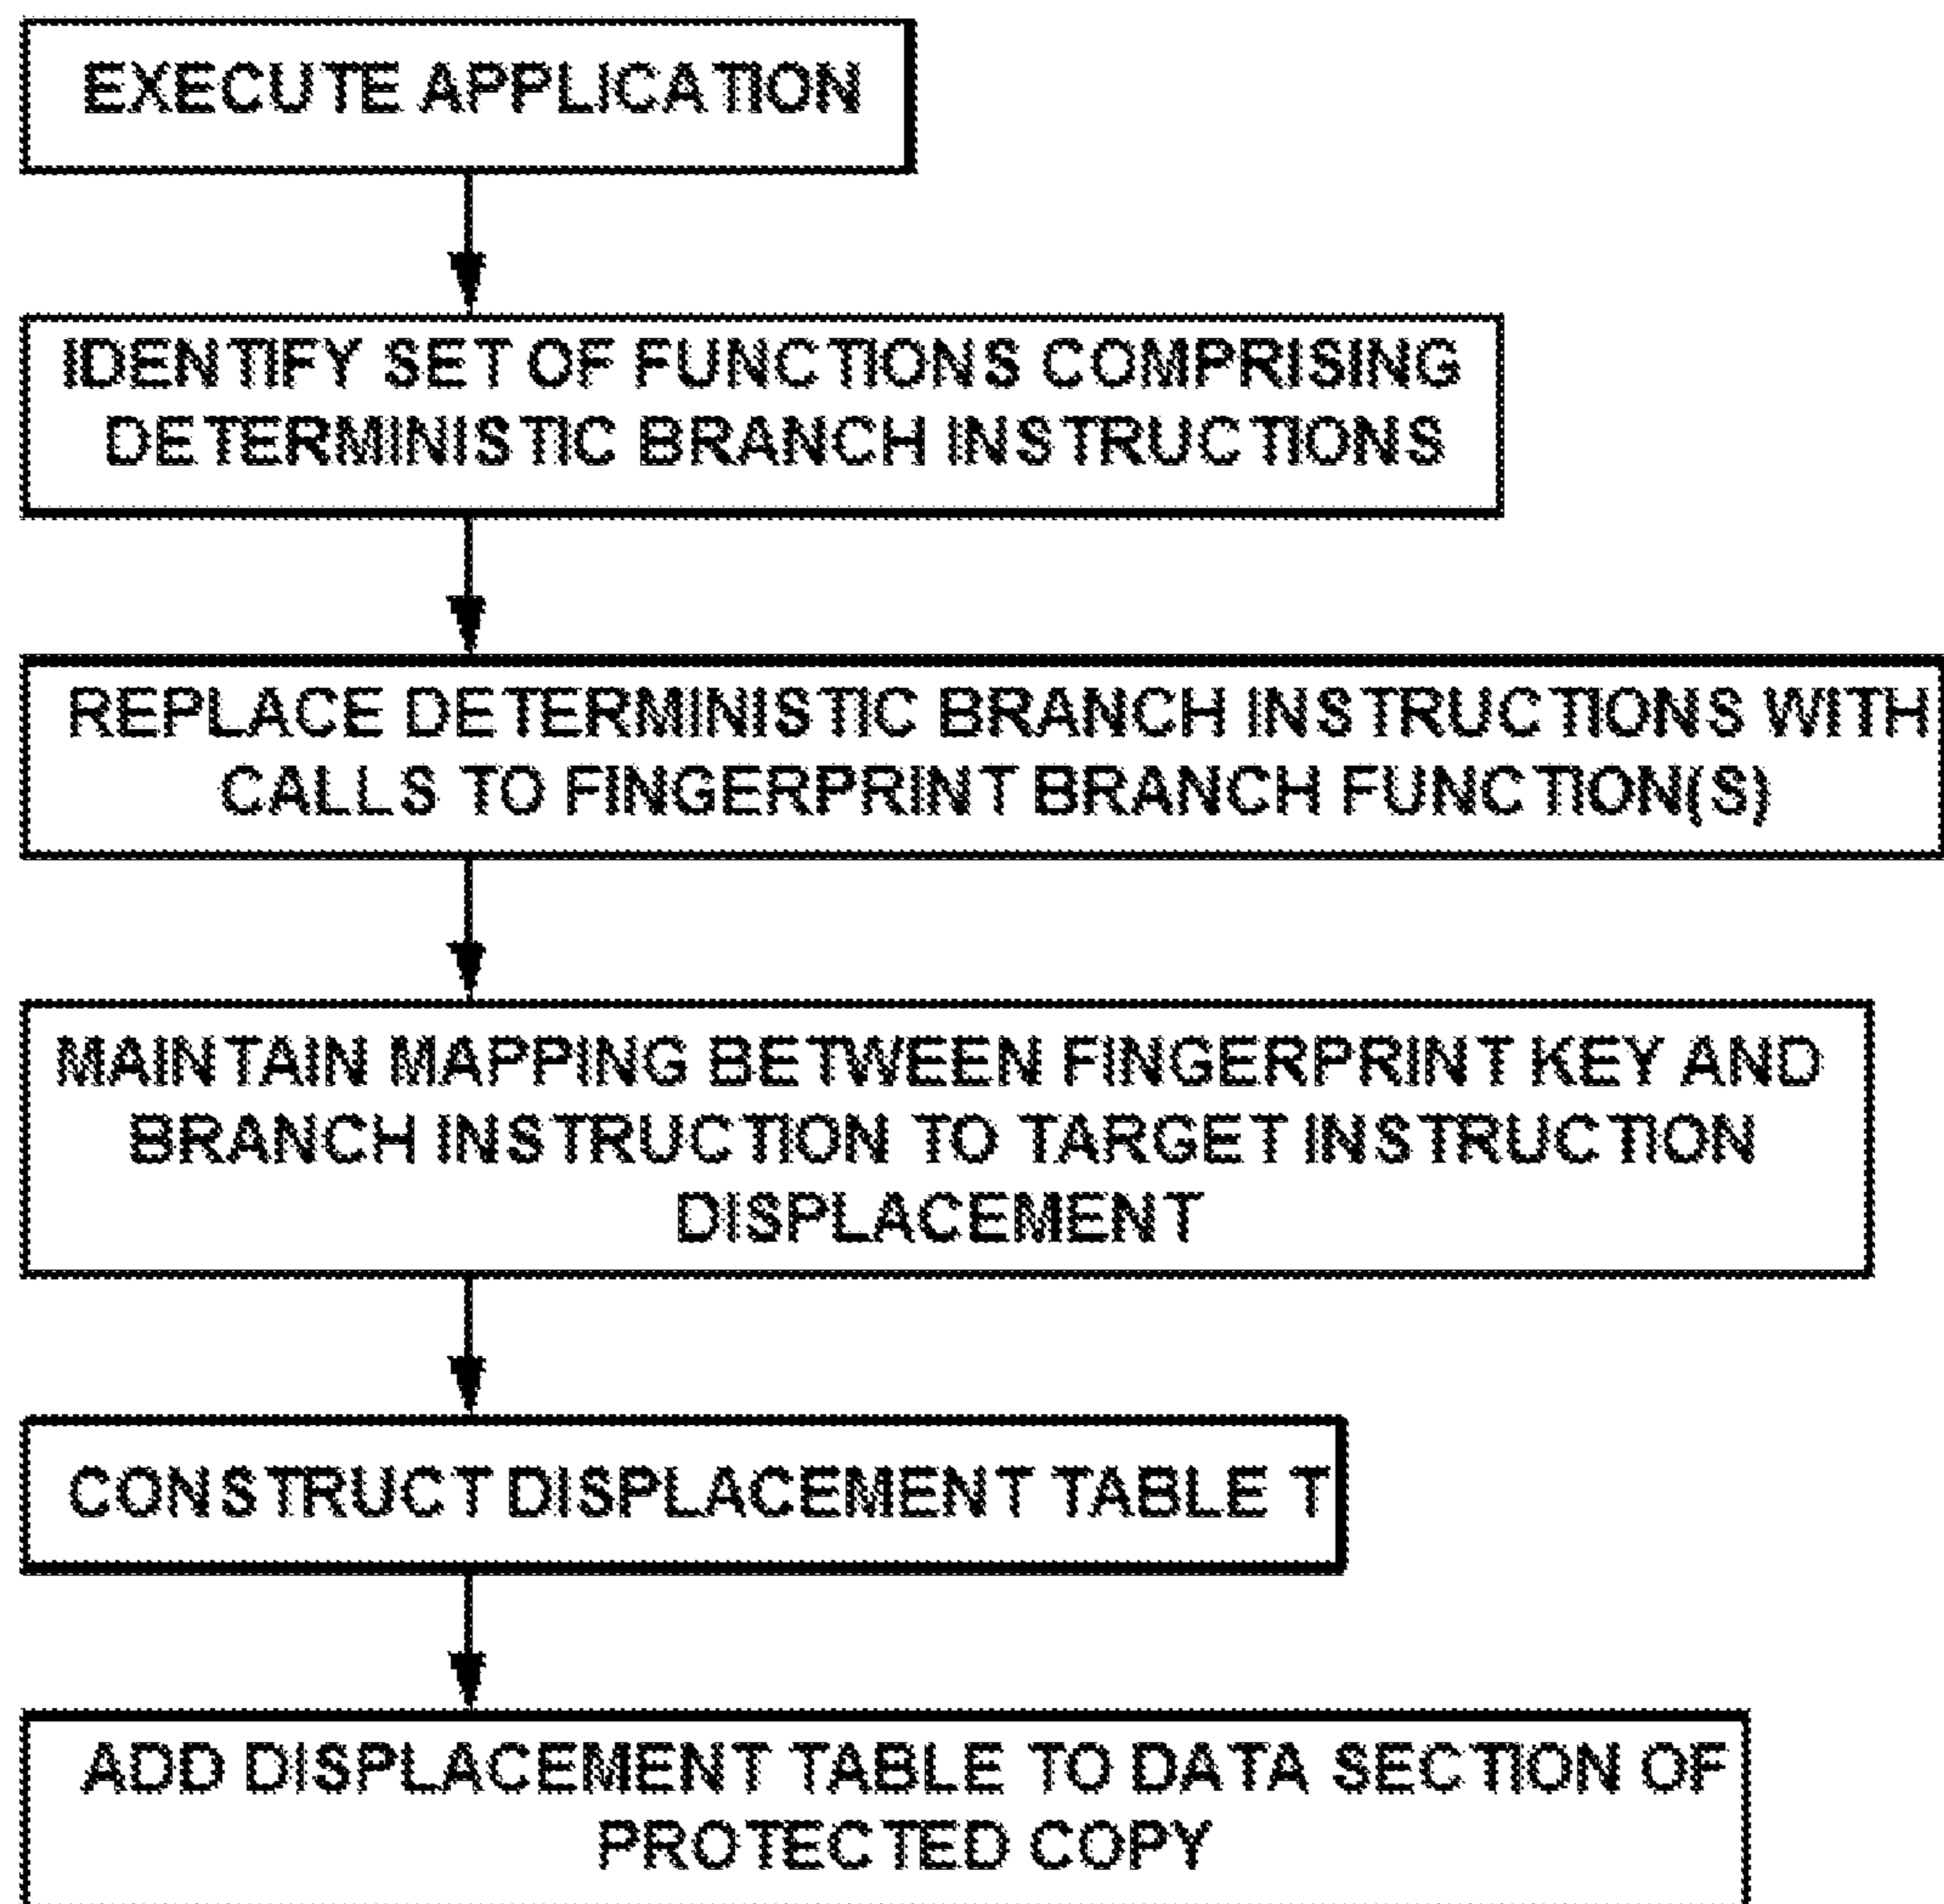 EXECUTE APPLICATION
IDENTIFY SET OF FUNCTIONS COMPRISING
DETERMINISTIC BRANCH INSTRUCTIONS
REPLACE DETERMINISTIC BRANCH INSTRUCTIONS WITH
CALLS TO FINGERPRINT BRANCH FUNCTION(S)
MAINTAIN MAPPING BETWEEN FINGERPRINT KEY AND
BRANCH INSTRUCTION TO TARGET INSTRUCTION
DISPLACEMENT
CONSTRUCT DISPLACEMENT TABLE T
ADD DISPLACEMENT TABLE TO DATA SECTION OF
PROTECTED COPY